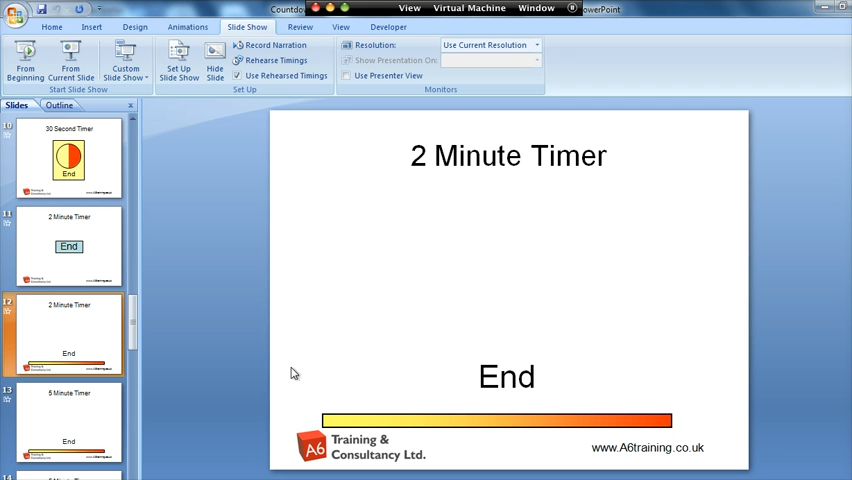 Countdow
View Virtual Machine Window
owerPoint
Home Insert Design Animations Slide Show Review View Developer
From Beginning
From Current Slide
Custom Slide Show
Set Up Slide Show
Hide Slide
Record Narration
Rehearse Timings
Use Rehearsed Timings
Resolution: Use Current Resolution
Show Presentation On:
Use Presenter View
Start Slide Show
Set Up
Monitors
Slides Outline
10
30 Second Timer
End
11
2 Minute Timer
End
12
2 Minute Timer
End
13
5 Minute Timer
End
14
2 Minute Timer
End
A6 Training &
Consultancy Ltd.
www.A6training.co.uk